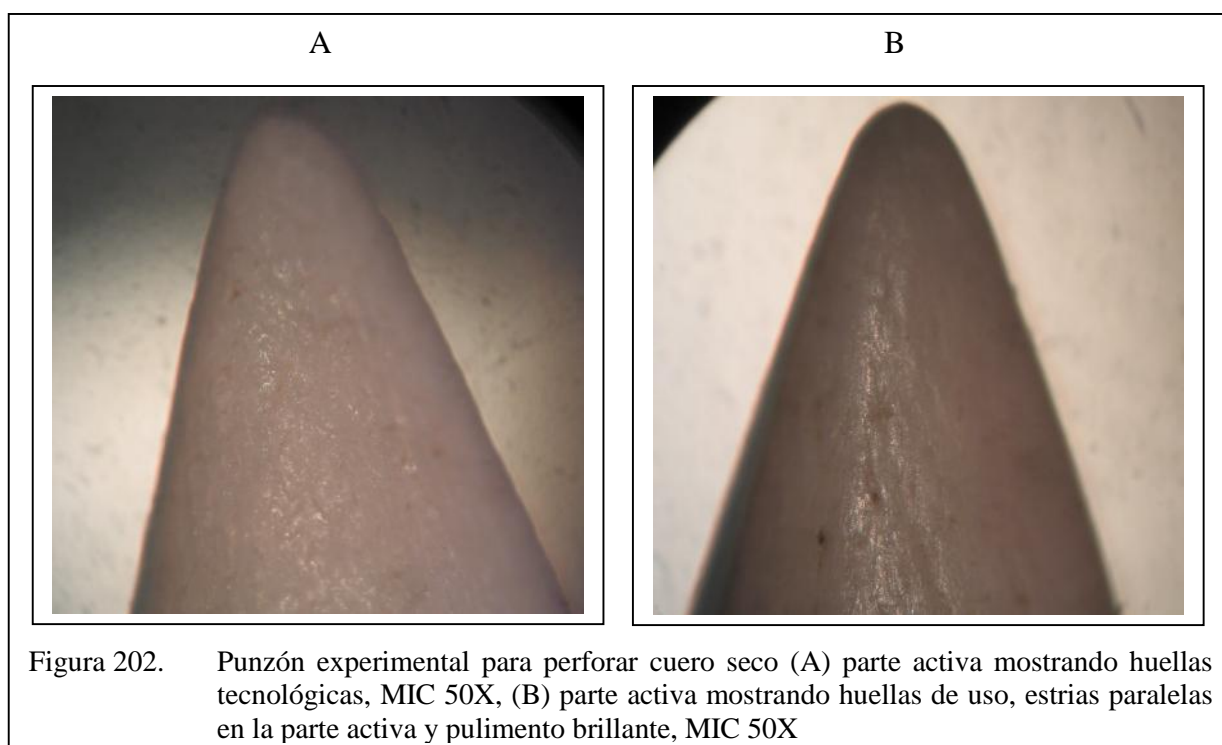 A B
Figura 202. Punzón experimental para perforar cuero seco (A) parte activa mostrando huellas
tecnológicas, MIC 50X, (B) parte activa mostrando huellas de uso, estrias paralelas
en la parte activa y pulimento brillante, MIC 50X